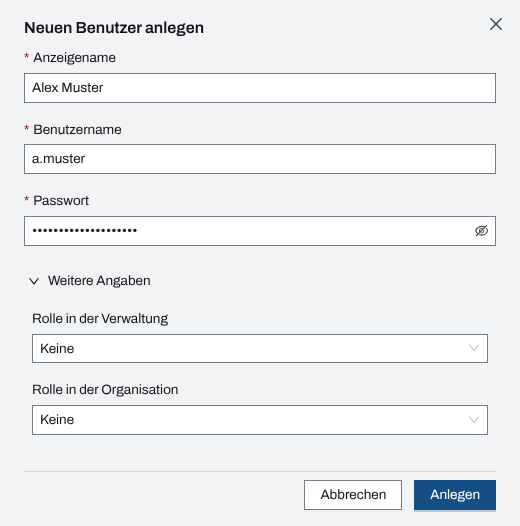 Neuen Benutzer anlegen
* Anzeigename
Alex Muster
* Benutzername
a.muster
* Passwort
••••••••••••••••••••
Weitere Angaben
Rolle in der Verwaltung
Keine
Rolle in der Organisation
Keine
Abbrechen Anlegen